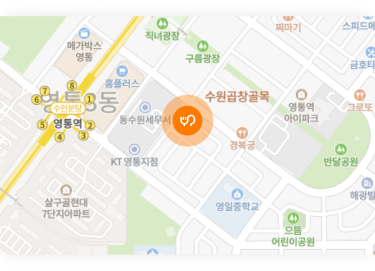 메가박스
영통
직녀광장
찌마기
스피드메
구름광장
금호타
홈플러스
8
7
1
6
영통동
수인분당
수원곱창골목
영통역
아이파크
그로또
동수원세무서
5
영통역
2
4
3
경복궁
KT 영통지점
반달공원
살구골현대
7단지아파트
영일중학교
해광빌
으뜸
어린이공원